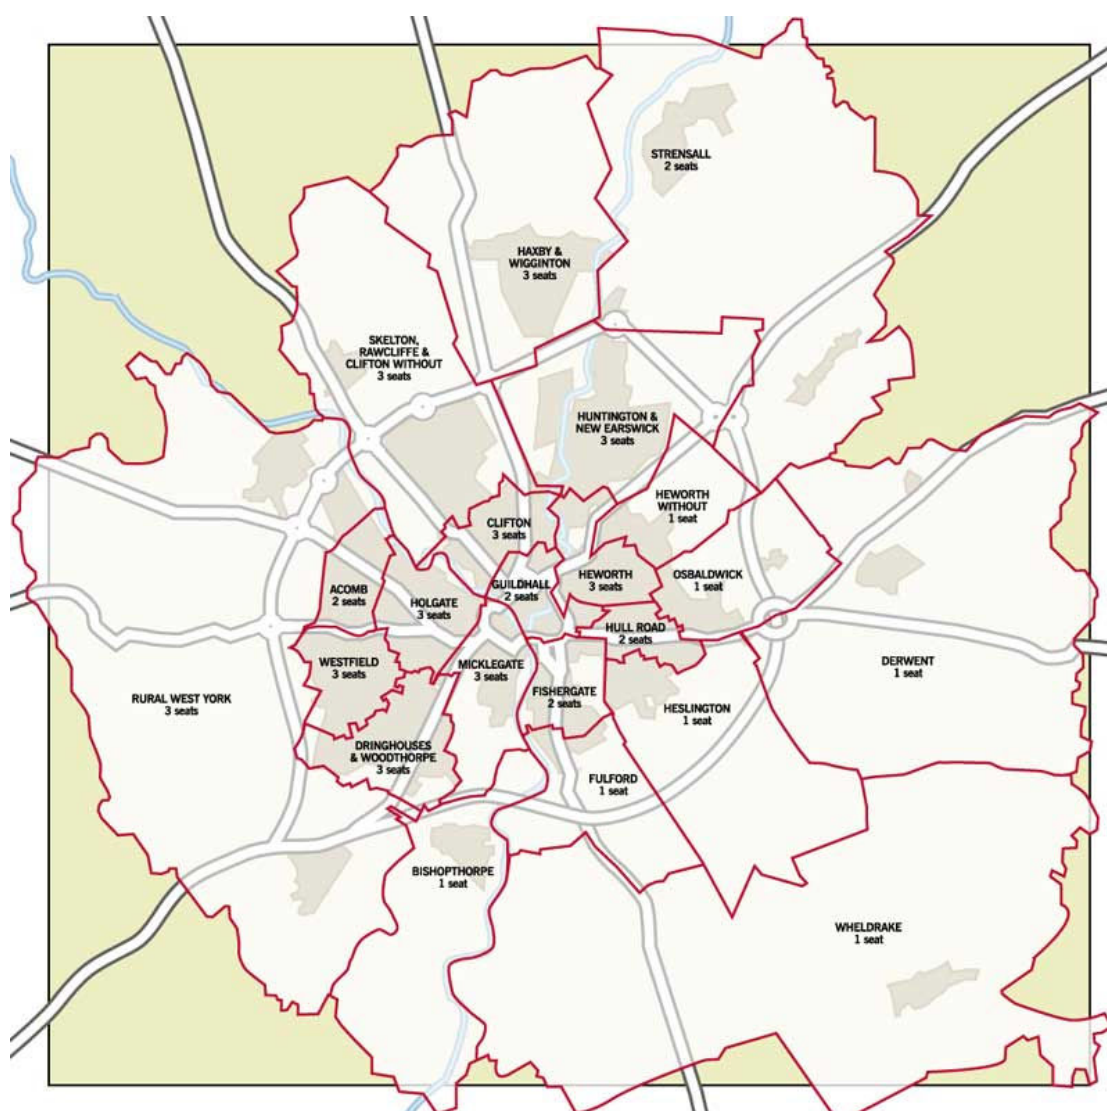 STRENSALL
2 seats
HAXBY &
WIGGINTON
3 seats
SKELTON,
RAWCLIFFE &
CLIFTON WITHOUT
3 seats
HUNTINGTON &
NEW EARSWICK
3 seats
HEWORTH
WITHOUT
1 seat
CLIFTON
3 seats
ACOMB
2 seats
HOLGATE
3 seats
GUILDHALL
2 seats
HEWORTH
3 seats
OSBALDWICK
1 seat
HULL ROAD
2 seats
WESTFIELD
3 seats
MICKLEGATE
3 seats
FISHERGATE
2 seats
HESLINGTON
1 seat
DERWENT
1 seat
RURAL WEST YORK
3 seats
DRINGHOUSES
& WOODTHORPE
3 seats
FULFORD
1 seat
BISHOPTHORPE
1 seat
WHELDRAKE
1 seat